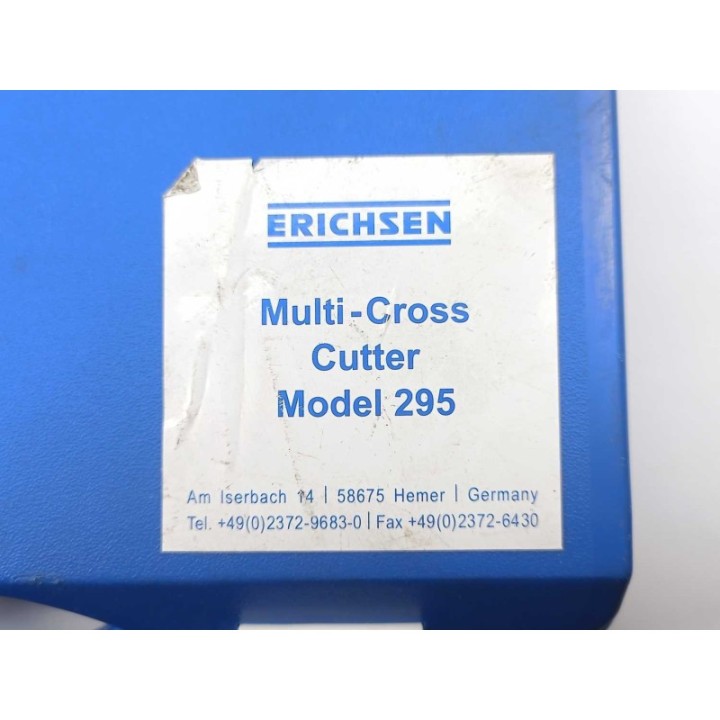 ERICHSEN
Multi-Cross
Cutter
Model 295
Am Iserbach 14 | 58675 Hemer | Germany
Tel. +49(0)2372-9683-0 | Fax +49(0)2372-6430